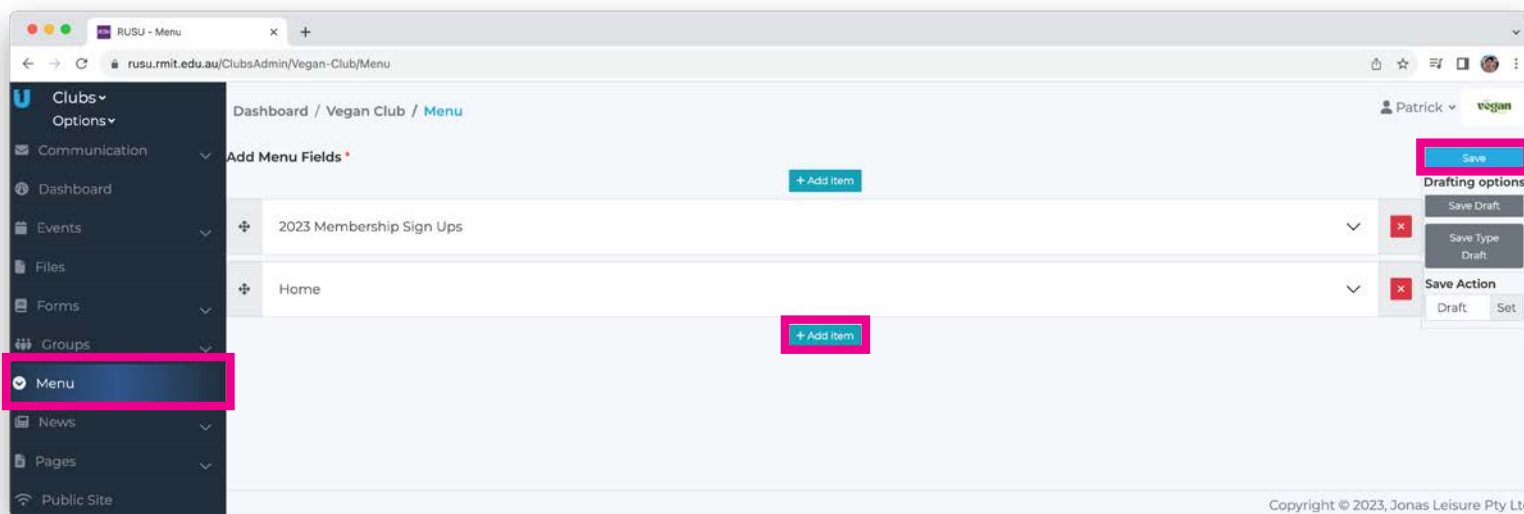 RUSU - Menu
rusu.rmit.edu.au/ClubsAdmin/Vegan-Club/Menu
Clubs
Options
Dashboard / Vegan Club / Menu
Patrick
vegan
Communication
Add Menu Fields *
Save
+ Add item
Drafting options
Dashboard
Save Draft
Events
2023 Membership Sign Ups
Save Type
Draft
Files
Home
Save Action
Forms
Draft Set
+ Add item
Groups
Menu
News
Pages
Public Site
Copyright © 2023, Jonas Leisure Pty Lt